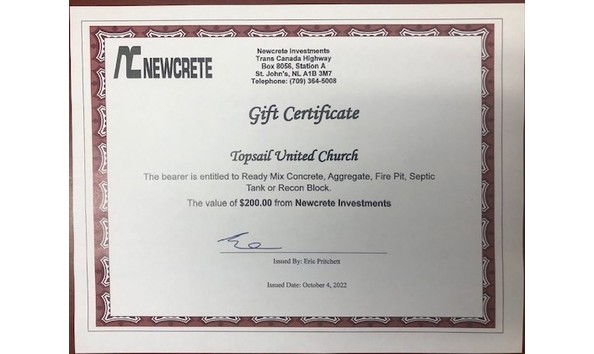 NEWCRETE
Newcrete Investments
Trans Canada Highway
Box 8056, Station A
St. John's, NL A1B 3M7
Telephone: (709) 364-5008
Gift Certificate
Topsail United Church
The bearer is entitled to Ready Mix Concrete, Aggregate, Fire Pit, Septic
Tank or Recon Block.
The value of $200.00 from Newcrete Investments
Issued By: Eric Pritchett
Issued Date: October 4, 2022